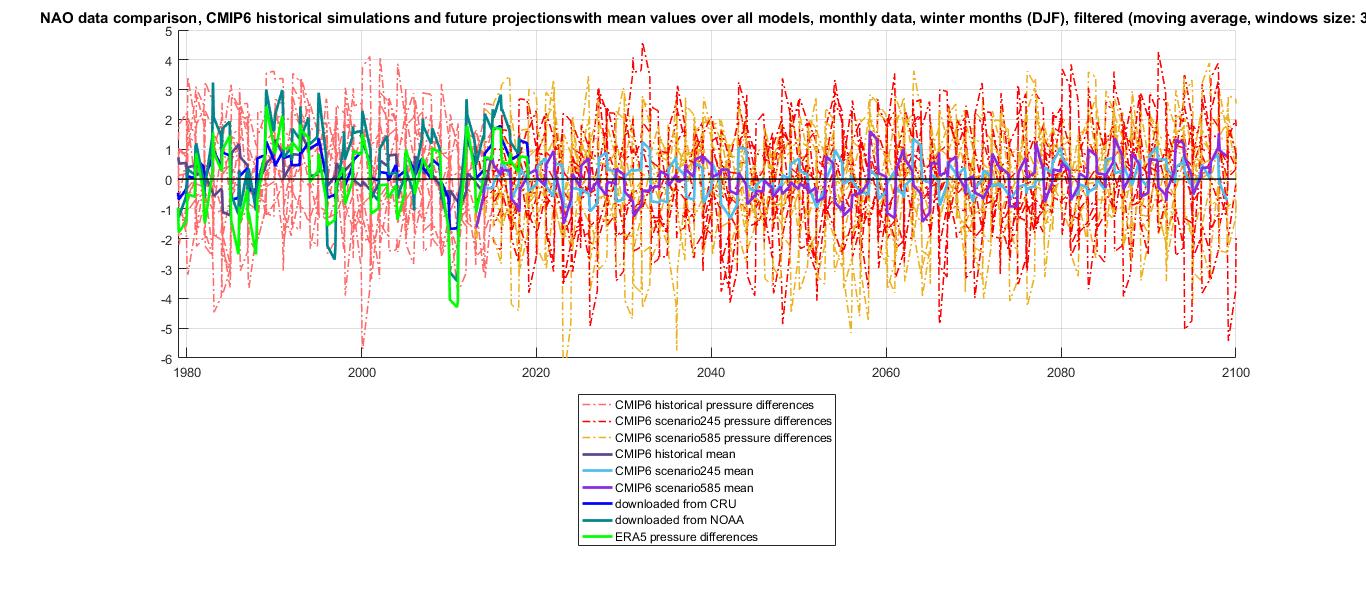 NAO data comparison, CMIP6 historical simulations and future projectionswith mean values over all models, monthly data, winter months (DJF), filtered (moving average, windows size: 3
5
4
3
2
1
0
-1
-2
-3
-4
-5
-6
1980 2000 2020 2040 2060 2080 2100
CMIP6 historical pressure differences
CMIP6 scenario245 pressure differences
CMIP6 scenario585 pressure differences
CMIP6 historical mean
CMIP6 scenario245 mean
CMIP6 scenario585 mean
downloaded from CRU
downloaded from NOAA
ERA5 pressure differences